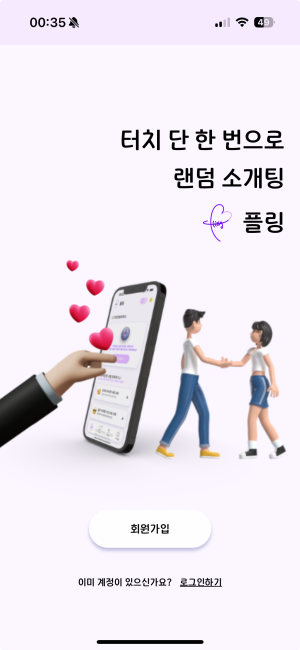 00:35
49
터치 단 한 번으로
랜덤 소개팅
플링
회원가입
이미 계정이 있으신가요? 로그인하기